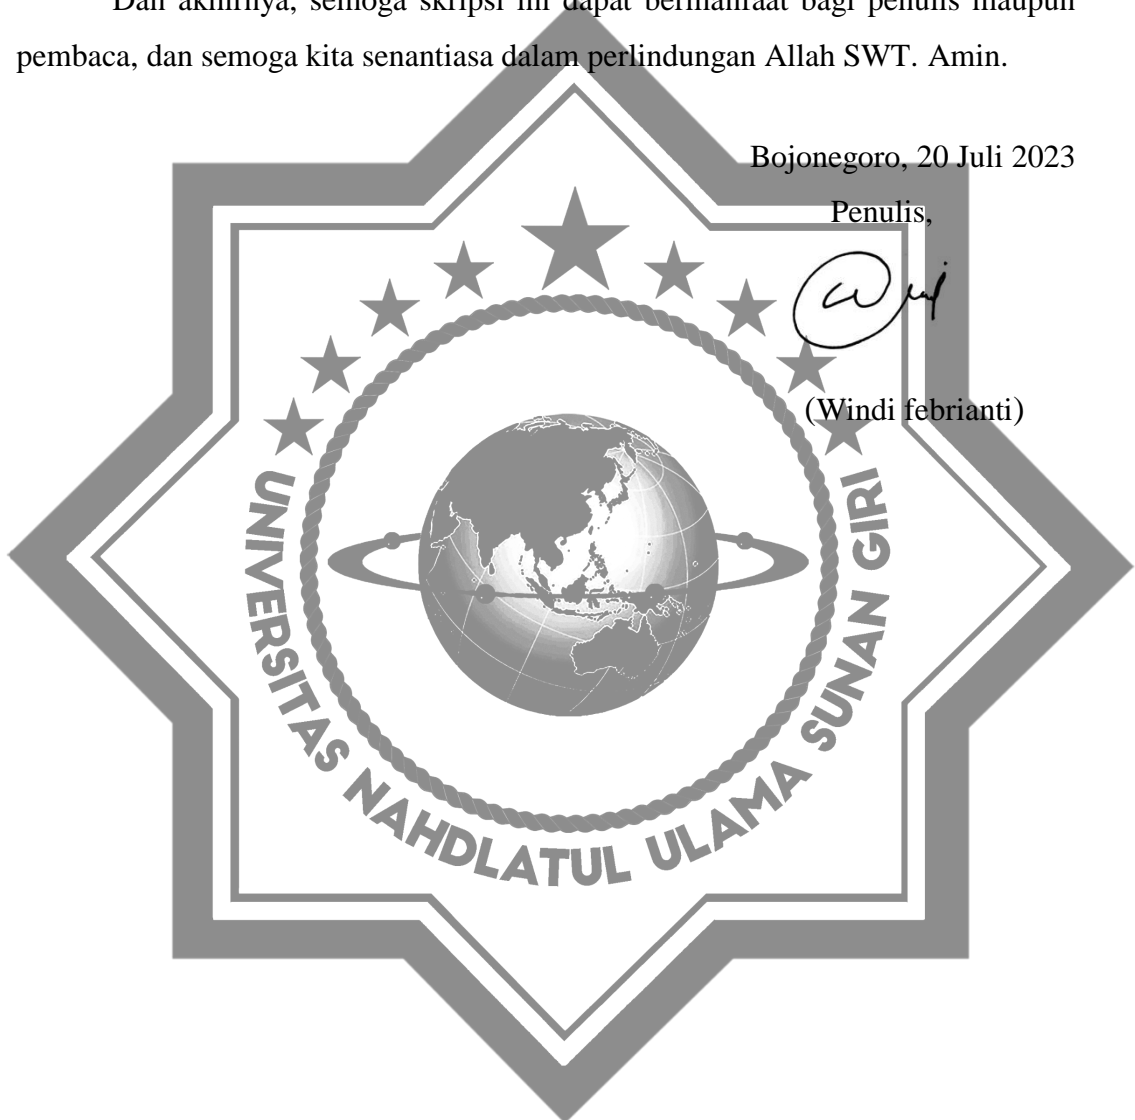 Dan akhirnya, semoga skripsi ini dapat bermanfaat bagi penulis maupun
pembaca, dan semoga kita senantiasa dalam perlindungan Allah SWT. Amin.
Bojonegoro, 20 Juli 2023
Penulis,
(Windi febrianti)
UNIVERSITAS NAHDLATUL ULAMA SUNAN GIRI